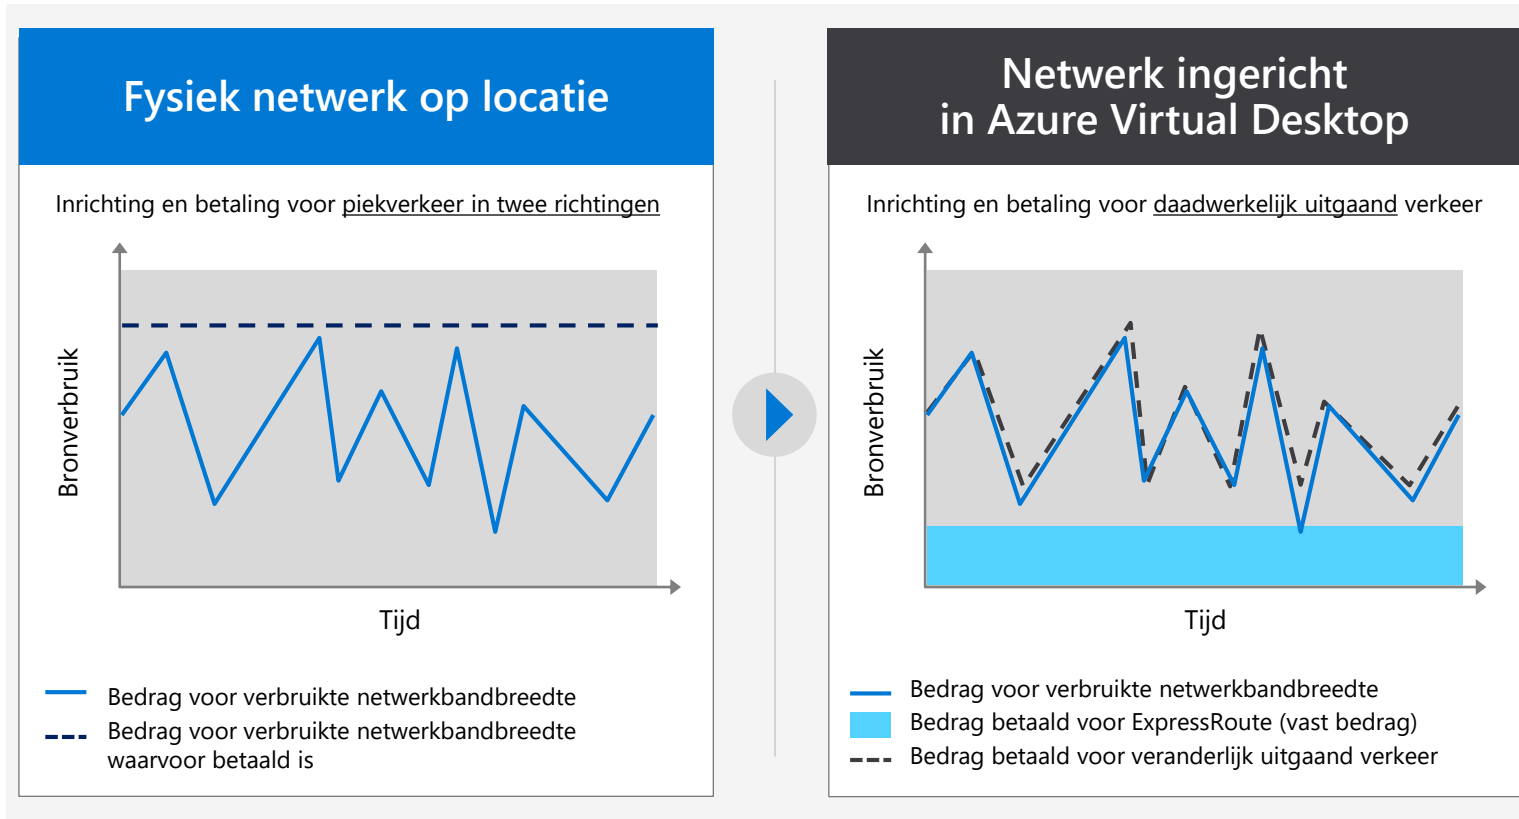 Fysiek netwerk op locatie
Inrichting en betaling voor piekverkeer in twee richtingen
Bronverbruik
Tijd
Bedrag voor verbruikte netwerkbandbreedte
Bedrag voor verbruikte netwerkbandbreedte
waarvoor betaald is
Netwerk ingericht
in Azure Virtual Desktop
Inrichting en betaling voor daadwerkelijk uitgaand verkeer
Bronverbruik
Tijd
Bedrag voor verbruikte netwerkbandbreedte
Bedrag betaald voor ExpressRoute (vast bedrag)
Bedrag betaald voor veranderlijk uitgaand verkeer